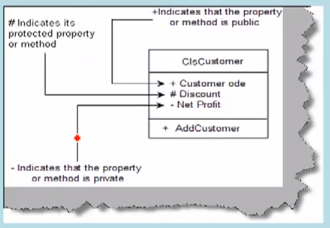 +Indicates that the property
or method is public
# Indicates its
protected property
or method
ClsCustomer
+ Customer ode
# Discount
- Net Profit
+ AddCustomer
- Indicates that the property
or method is private